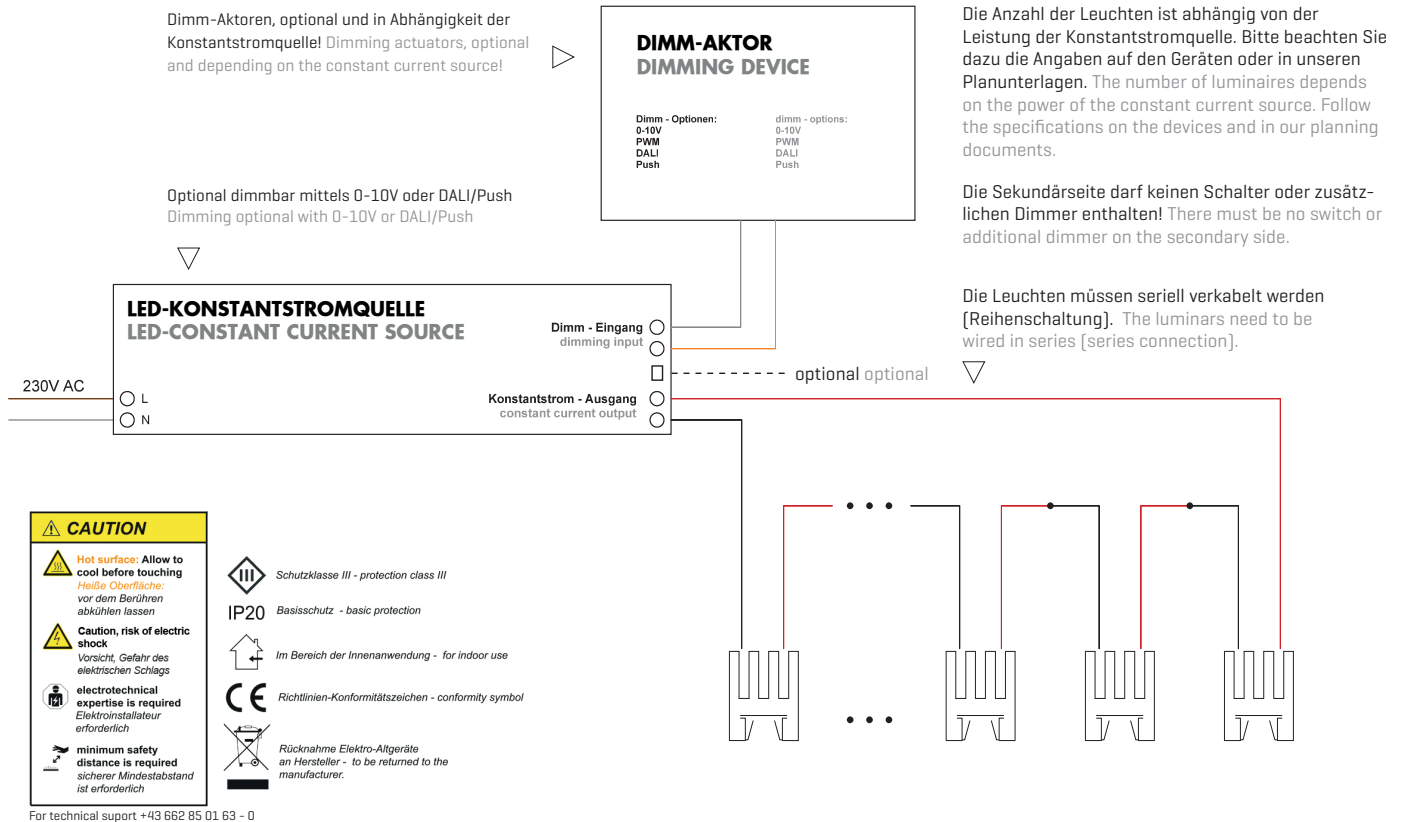 Dimm-Aktoren, optional und in Abhängigkeit der
Konstantstromquelle! Dimming actuators, optional
and depending on the constant current source!
DIMM-AKTOR
DIMMING DEVICE
Dimm - Optionen:
0-10V
PWM
DALI
Push
dimm - options:
0-10V
PWM
DALI
Push
Die Anzahl der Leuchten ist abhängig von der
Leistung der Konstantstromquelle. Bitte beachten Sie
dazu die Angaben auf den Geräten oder in unseren
Planunterlagen. The number of luminaires depends
on the power of the constant current source. Follow
the specifications on the devices and in our planning
documents.
Die Sekundärseite darf keinen Schalter oder zusätz-
lichen Dimmer enthalten! There must be no switch or
additional dimmer on the secondary side.
Die Leuchten müssen seriell verkabelt werden
(Reihenschaltung). The luminars need to be
wired in series (series connection).
Optional dimmbar mittels 0-10V oder DALI/Push
Dimming optional with 0-10V or DALI/Push
LED-KONSTANTSTROMQUELLE
LED-CONSTANT CURRENT SOURCE
Dimm - Eingang
dimming input
optional optional
Konstantstrom - Ausgang
constant current output
230V AC
L
N
CAUTION
Hot surface: Allow to
cool before touching
Heiße Oberfläche:
vor dem Berühren
abkühlen lassen
Caution, risk of electric
shock
Vorsicht, Gefahr des
elektrischen Schlags
electrotechnical
expertise is required
Elektroinstallateur
erforderlich
minimum safety
distance is required
sicherer Mindestabstand
ist erforderlich
III
Schutzklasse III - protection class III
IP20
Basisschutz - basic protection
Im Bereich der Innenanwendung - for indoor use
CE
Richtlinien-Konformitätszeichen - conformity symbol
Rücknahme Elektro-Altgeräte
an Hersteller - to be returned to the
manufacturer.
For technical suport +43 662 85 01 63 - 0